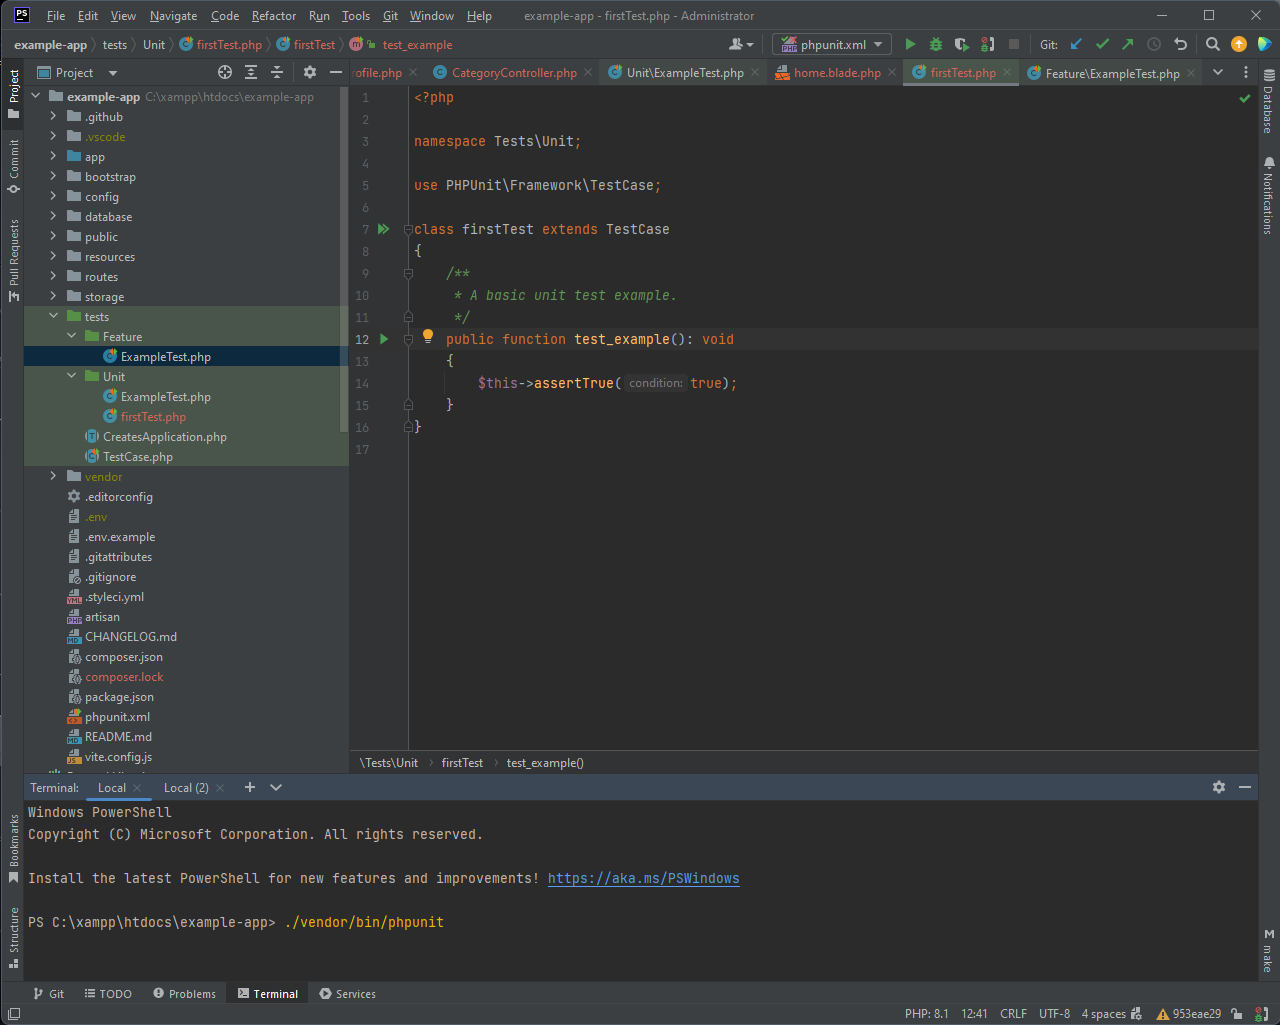 PS File Edit View Navigate Code Refactor Run Tools Git Window Help example-app - firstTest.php - Administrator
example-app tests Unit firstTest.php firstTest test_example phpunit.xml Git:
Project
ofile.php CategoryController.php Unit\ExampleTest.php home.blade.php firstTest.php Feature\ExampleTest.php
Project
Commit
Pull Requests
Bookmarks
Structure
example-app C:\xampp\htdocs\example-app
.github
.vscode
app
bootstrap
config
database
public
resources
routes
storage
tests
Feature
ExampleTest.php
Unit
ExampleTest.php
firstTest.php
CreatesApplication.php
TestCase.php
vendor
.editorconfig
.env
.env.example
.gitattributes
.gitignore
.styleci.yml
artisan
CHANGELOG.md
composer.json
composer.lock
package.json
phpunit.xml
README.md
vite.config.js
1 <?php
2
3 namespace Tests\Unit;
4
5 use PHPUnit\Framework\TestCase;
6
7 class firstTest extends TestCase
8 {
9 /**
10 * A basic unit test example.
11 */
12 public function test_example(): void
13 {
14 $this->assertTrue( condition: true);
15 }
16 }
17
\Tests\Unit firstTest test_example()
Database
Notifications
make
Terminal: Local Local (2)
Windows PowerShell
Copyright (C) Microsoft Corporation. All rights reserved.
Install the latest PowerShell for new features and improvements! https://aka.ms/PSWindows
PS C:\xampp\htdocs\example-app> ./vendor/bin/phpunit
Git TODO Problems Terminal Services
PHP: 8.1 12:41 CRLF UTF-8 4 spaces 953eae29